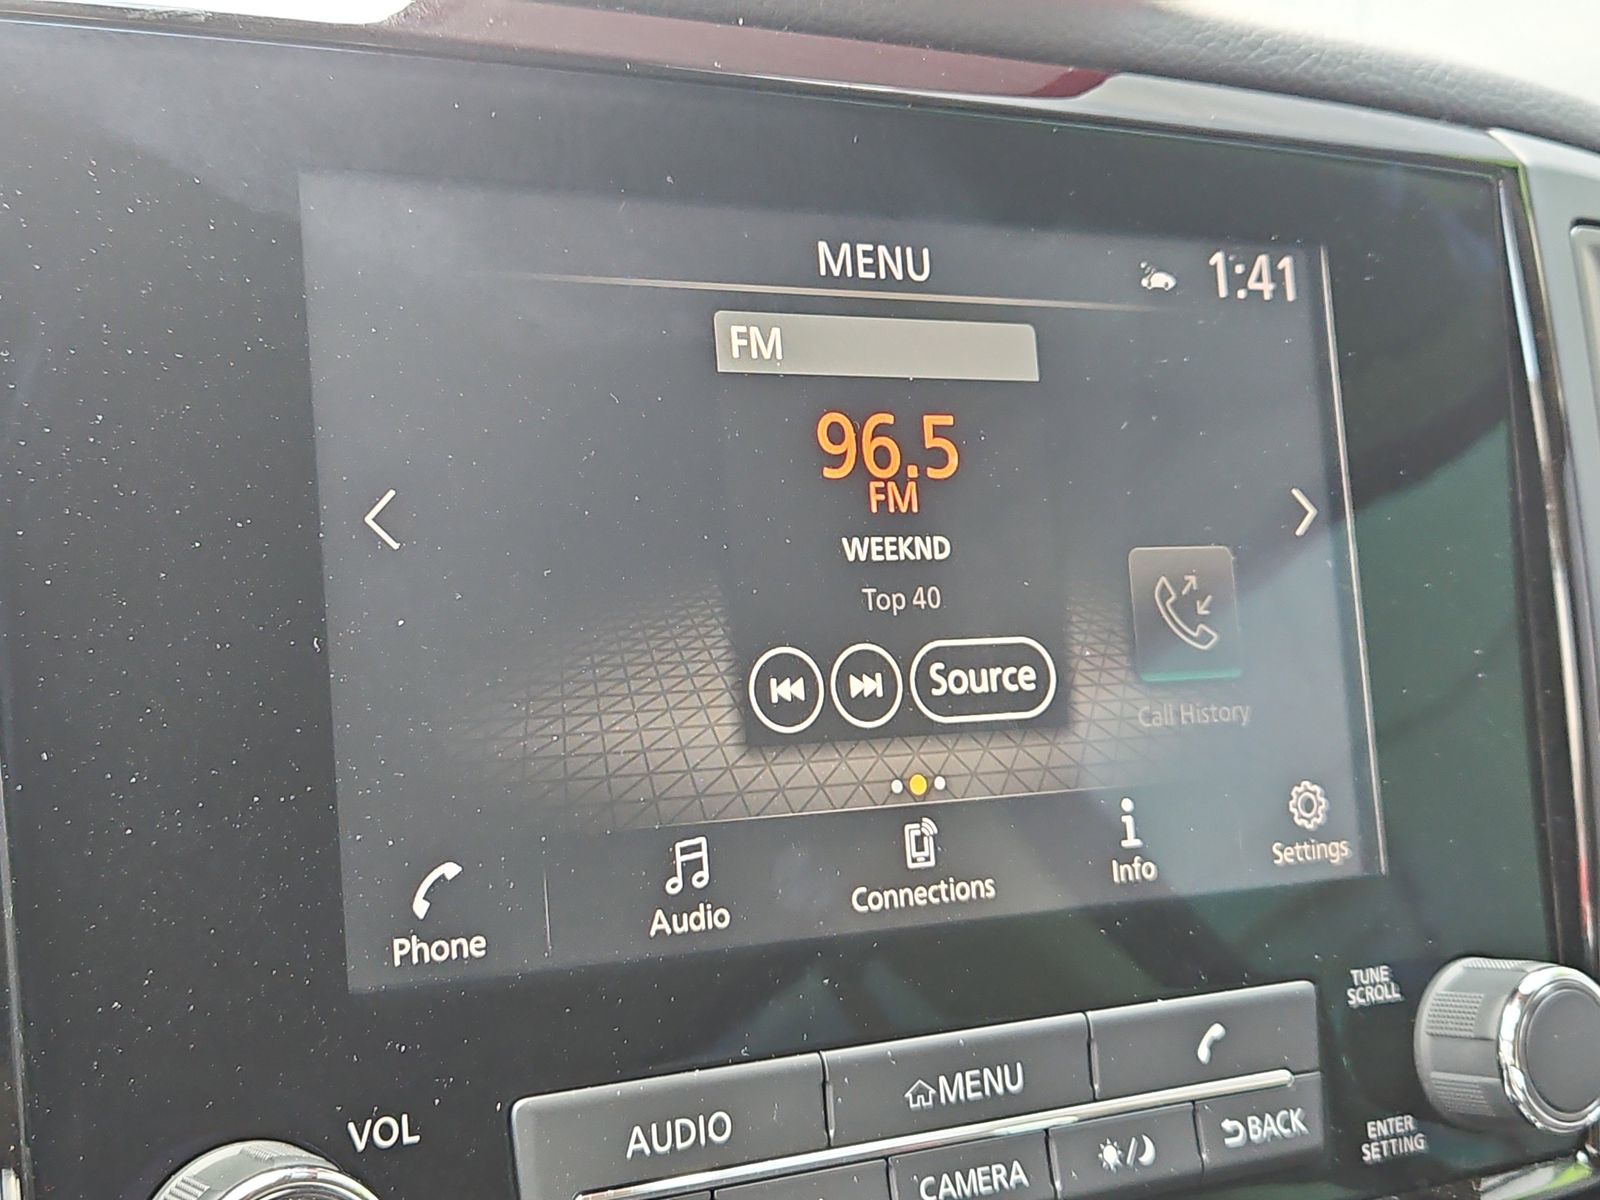 MENU
1:41
FM
96.5
FM
WEEKND
Top 40
Source
Call History
Phone
Audio
Connections
Info
Settings
TUNE
SCROLL
VOL
AUDIO
MENU
CAMERA
BACK
ENTER
SETTING